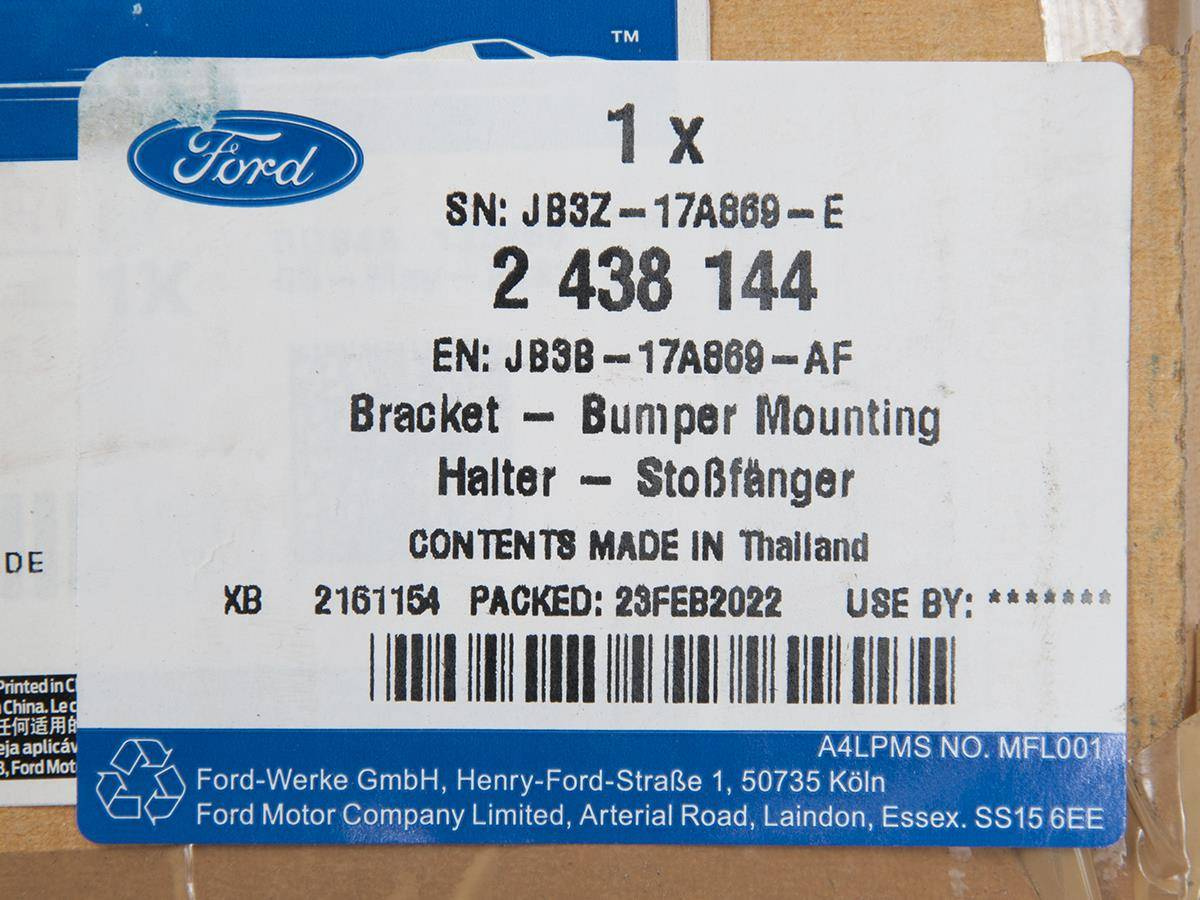 TM
Ford
1 x
SN: JB3Z-17A869-E
2 438 144
EN: JB3B-17A869-AF
Bracket - Bumper Mounting
Halter - Stoßfänger
CONTENTS MADE IN Thailand
DE
XB 2161154 PACKED: 23FEB2022 USE BY: *******
Printed in
China. Le
任何适用
eja aplicáv
Ford Mot
A4LPMS NO. MFL001
Ford-Werke GmbH, Henry-Ford-Straße 1, 50735 Köln
Ford Motor Company Limited, Arterial Road, Laindon, Essex. SS15 6EE